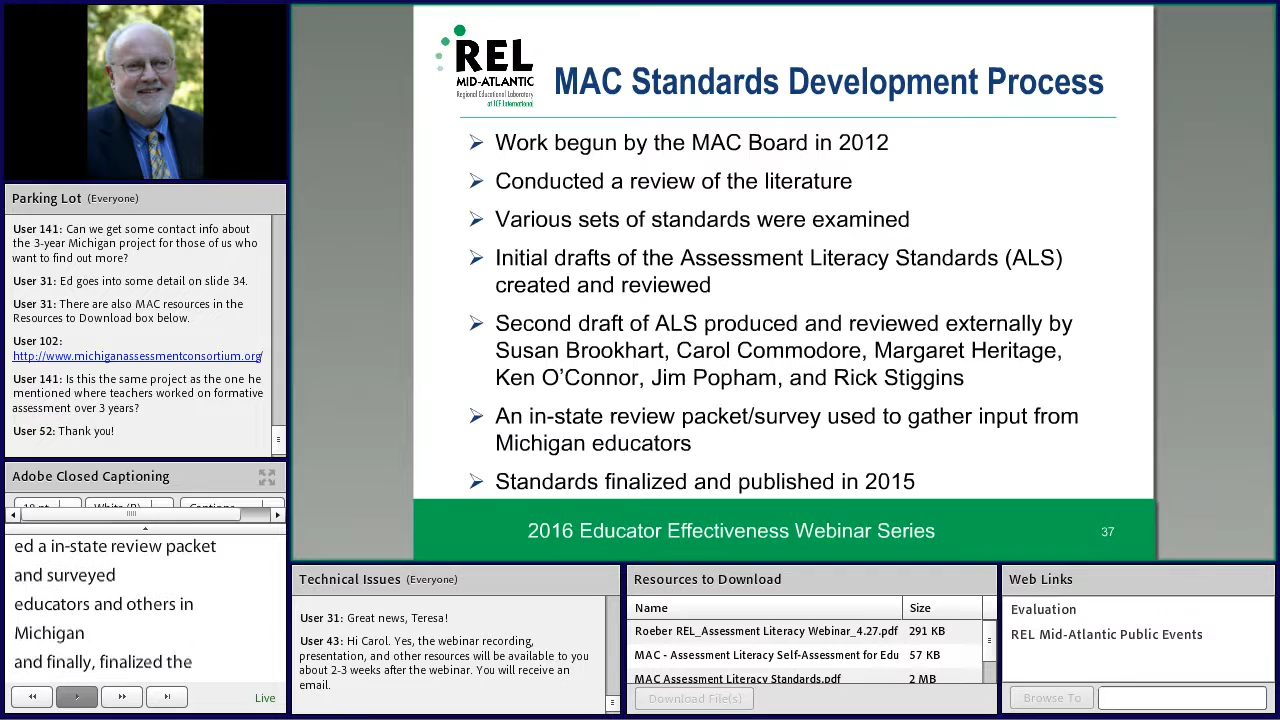 REL
MID-ATLANTIC
Regional Educational Laboratory
at ICF International
MAC Standards Development Process
Work begun by the MAC Board in 2012
Conducted a review of the literature
Various sets of standards were examined
Initial drafts of the Assessment Literacy Standards (ALS)
created and reviewed
Second draft of ALS produced and reviewed externally by
Susan Brookhart, Carol Commodore, Margaret Heritage,
Ken O’Connor, Jim Popham, and Rick Stiggins
An in-state review packet/survey used to gather input from
Michigan educators
Standards finalized and published in 2015
2016 Educator Effectiveness Webinar Series
37
Parking Lot (Everyone)
User 141: Can we get some contact info about
the 3-year Michigan project for those of us who
want to find out more?
User 31: Ed goes into some detail on slide 34.
User 31: There are also MAC resources in the
Resources to Download box below.
User 102:
http://www.michiganassessmentconsortium.org/
User 141: Is this the same project as the one he
mentioned where teachers worked on formative
assessment over 3 years?
User 52: Thank you!
Adobe Closed Captioning
ed a in-state review packet
and surveyed
educators and others in
Michigan
and finally, finalized the
Live
Technical Issues (Everyone)
User 31: Great news, Teresa!
User 43: Hi Carol. Yes, the webinar recording,
presentation, and other resources will be available to you
about 2-3 weeks after the webinar. You will receive an
email.
Resources to Download
Name Size
Roeber REL_Assessment Literacy Webinar_4.27.pdf 291 KB
MAC - Assessment Literacy Self-Assessment for Edu 57 KB
MAC Assessment Literacy Standards.pdf 2 MB
Download File(s)
Web Links
Evaluation
REL Mid-Atlantic Public Events
Browse To